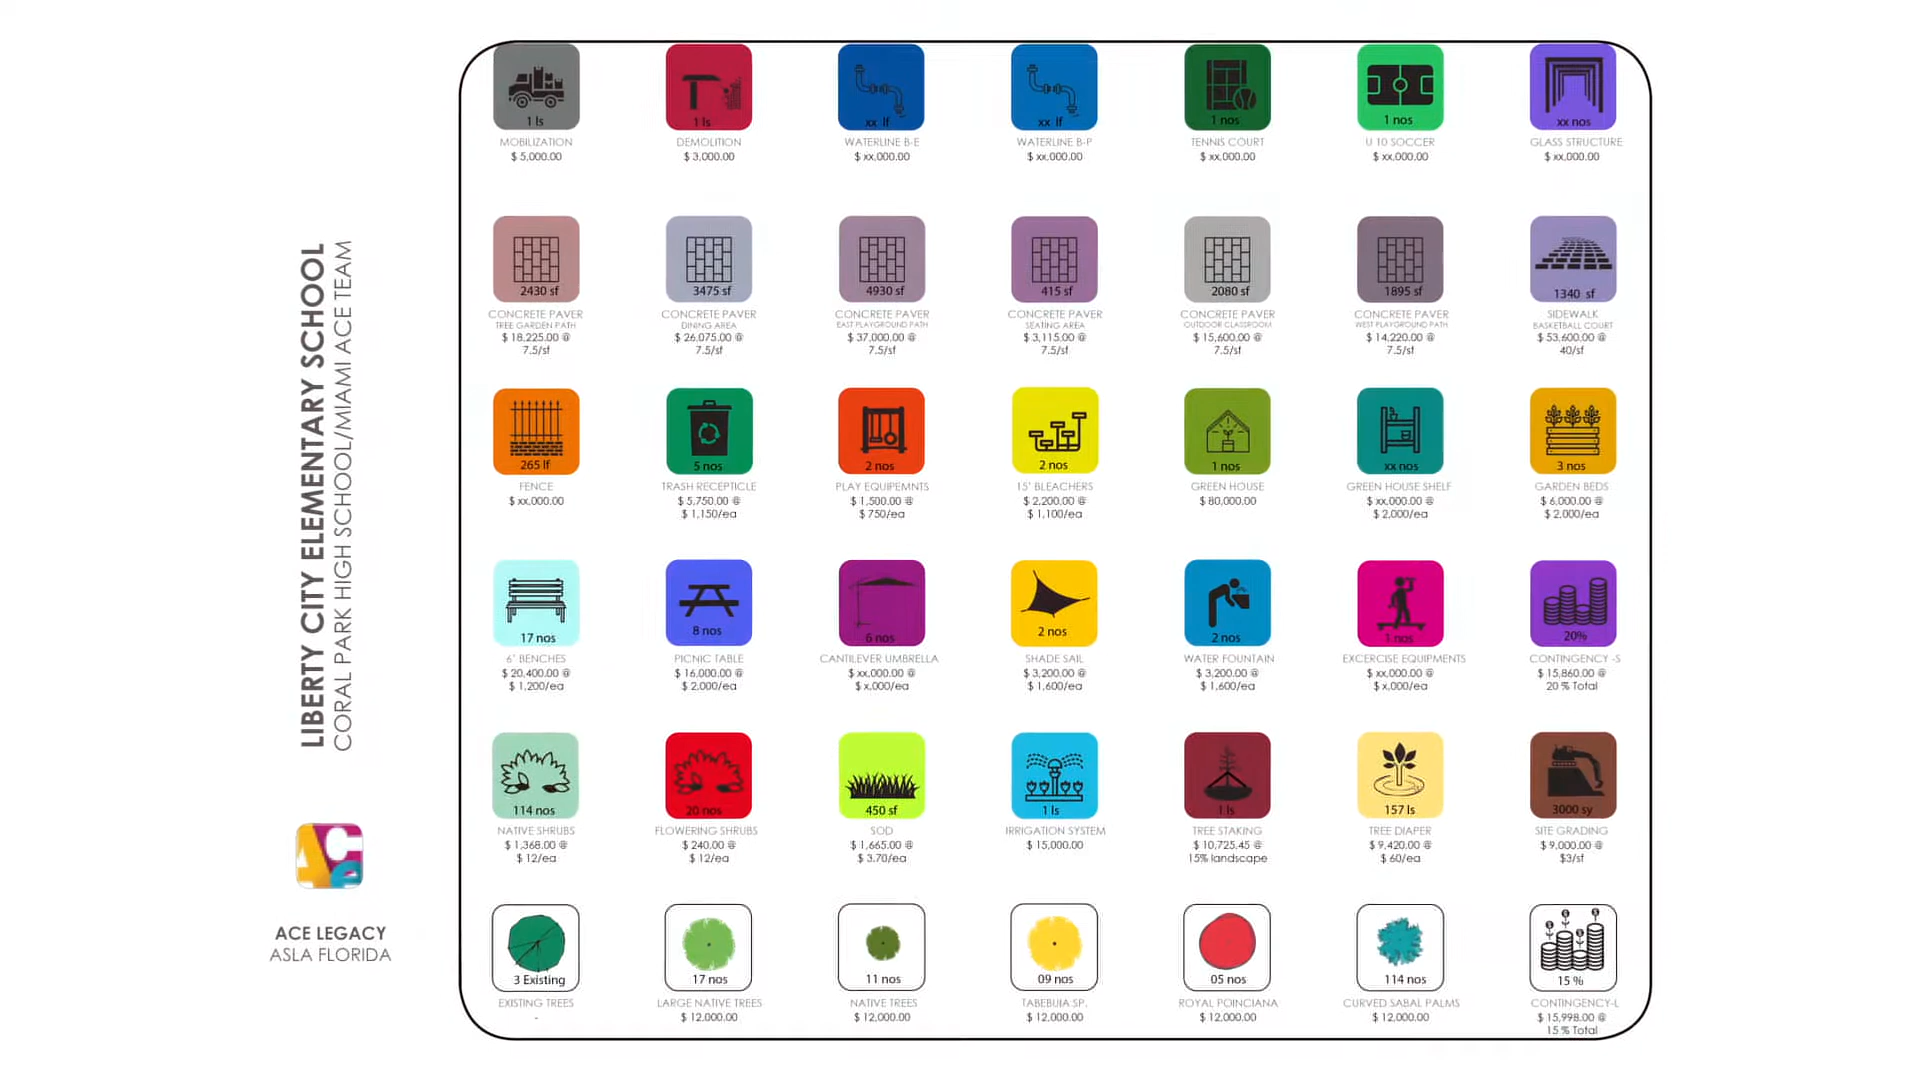 LIBERTY CITY ELEMENTARY SCHOOL
CORAL PARK HIGH SCHOOL/MIAMI ACE TEAM
ACe
ACE LEGACY
ASLA FLORIDA
1 ls
MOBILIZATION
$ 5,000.00
1 ls
DEMOLITION
$ 3,000.00
xx lf
WATERLINE B-E
$ xx,000.00
xx lf
WATERLINE B-P
$ xx,000.00
1 nos
TENNIS COURT
$ xx,000.00
1 nos
U 10 SOCCER
$ xx,000.00
xx nos
GLASS STRUCTURE
$ xx,000.00
2430 sf
CONCRETE PAVER
TREE GARDEN PATH
$ 18,225.00 @
7.5/sf
3475 sf
CONCRETE PAVER
DINING AREA
$ 26,075.00 @
7.5/sf
4930 sf
CONCRETE PAVER
EAST PLAYGROUND PATH
$ 37,000.00 @
7.5/sf
415 sf
CONCRETE PAVER
SEATING AREA
$ 3,115.00 @
7.5/sf
2080 sf
CONCRETE PAVER
OUTDOOR CLASSROOM
$ 15,600.00 @
7.5/sf
1895 sf
CONCRETE PAVER
WEST PLAYGROUND PATH
$ 14,220.00 @
7.5/sf
1340 sf
SIDEWALK
BASKETBALL COURT
$ 53,600.00 @
40/sf
265 lf
FENCE
$ xx,000.00
5 nos
TRASH RECEPTICLE
$ 5,750.00 @
$ 1,150/ea
2 nos
PLAY EQUIPEMNTS
$ 1,500.00 @
$ 750/ea
2 nos
15' BLEACHERS
$ 2,200.00 @
$ 1,100/ea
1 nos
GREEN HOUSE
$ 80,000.00
xx nos
GREEN HOUSE SHELF
$ xx,000.00 @
$ 2,000/ea
3 nos
GARDEN BEDS
$ 6,000.00 @
$ 2,000/ea
17 nos
6' BENCHES
$ 20,400.00 @
$ 1,200/ea
8 nos
PICNIC TABLE
$ 16,000.00 @
$ 2,000/ea
6 nos
CANTILEVER UMBRELLA
$ xx,000.00 @
$ x,000/ea
2 nos
SHADE SAIL
$ 3,200.00 @
$ 1,600/ea
2 nos
WATER FOUNTAIN
$ 3,200.00 @
$ 1,600/ea
1 nos
EXCERCISE EQUIPMENTS
$ xx,000.00 @
$ x,000/ea
20%
CONTINGENCY -S
$ 15,860.00 @
20 % Total
114 nos
NATIVE SHRUBS
$ 1,368.00 @
$ 12/ea
20 nos
FLOWERING SHRUBS
$ 240.00 @
$ 12/ea
450 sf
SOD
$ 1,665.00 @
$ 3.70/ea
1 ls
IRRIGATION SYSTEM
$ 15,000.00
1 ls
TREE STAKING
$ 10,725.45 @
15% landscape
157 ls
TREE DIAPER
$ 9,420.00 @
$ 60/ea
3000 sy
SITE GRADING
$ 9,000.00 @
$3/sf
3 Existing
EXISTING TREES
-
17 nos
LARGE NATIVE TREES
$ 12,000.00
11 nos
NATIVE TREES
$ 12,000.00
09 nos
TABEBUIA SP.
$ 12,000.00
05 nos
ROYAL POINCIANA
$ 12,000.00
114 nos
CURVED SABAL PALMS
$ 12,000.00
15 %
CONTINGENCY-L
$ 15,998.00 @
15 % Total